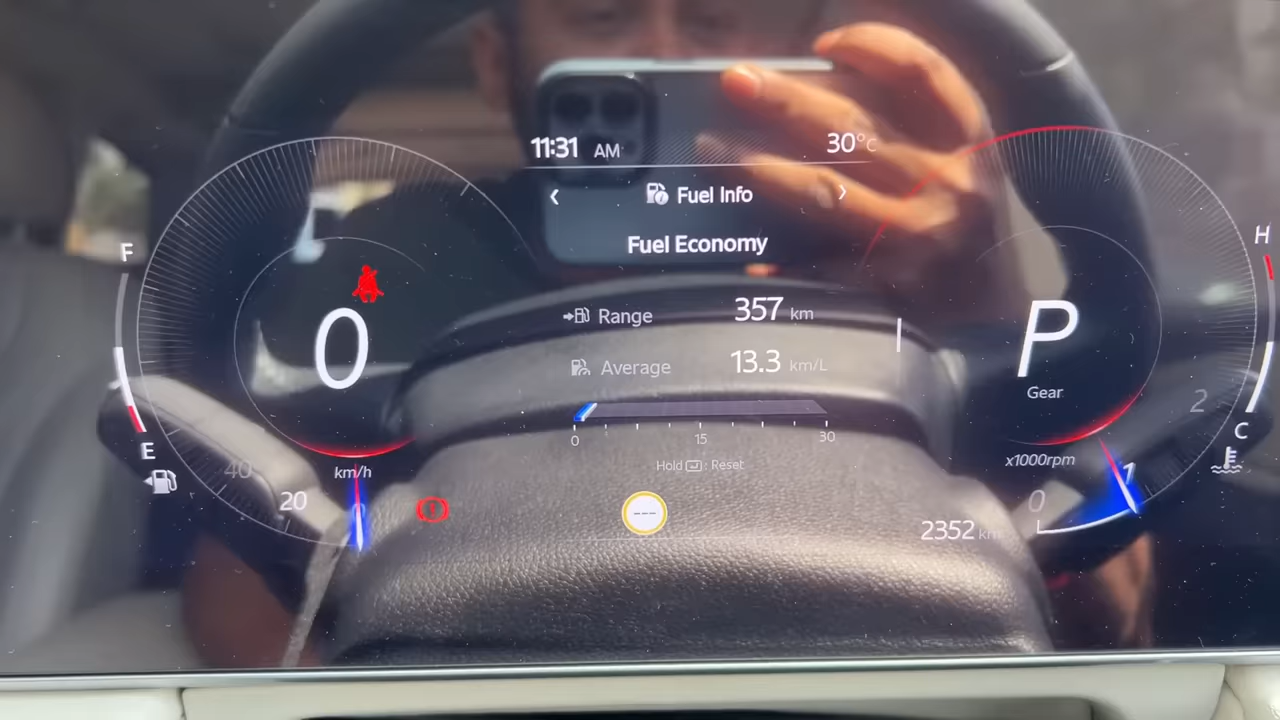 11:31 AM 30°C
Fuel Info
Fuel Economy
F
H
Range 357 km
0
P
Average 13.3 km/L
Gear
2
0 15 30
E
C
40 km/h
x1000rpm
Hold : Reset
1
20
0
---
2352 km